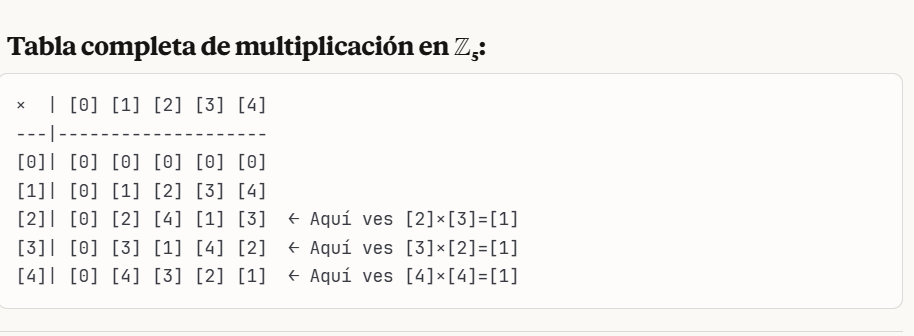 Tabla completa de multiplicación en ℤ₅:
×  | [0] [1] [2] [3] [4]
---|--------------------
[0]| [0] [0] [0] [0] [0]
[1]| [0] [1] [2] [3] [4]
[2]| [0] [2] [4] [1] [3]  ← Aquí ves [2]×[3]=[1]
[3]| [0] [3] [1] [4] [2]  ← Aquí ves [3]×[2]=[1]
[4]| [0] [4] [3] [2] [1]  ← Aquí ves [4]×[4]=[1]